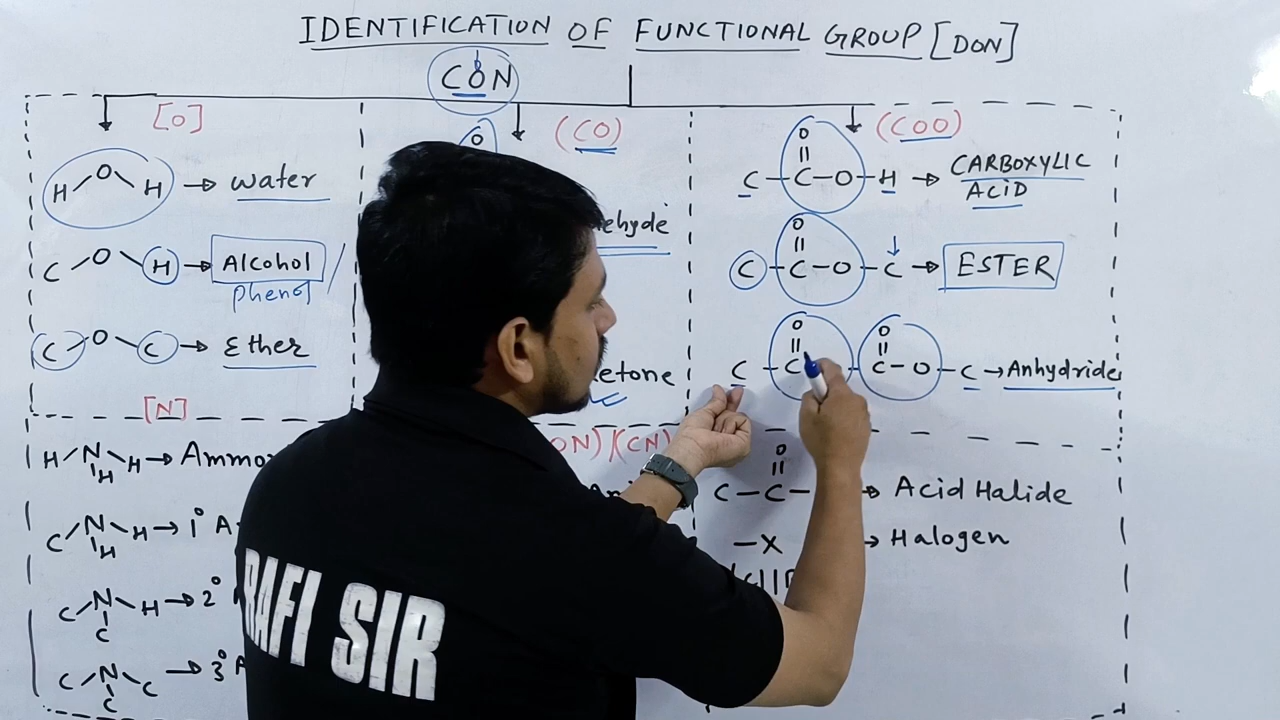 IDENTIFICATION OF FUNCTIONAL GROUP [DON]
CON
[O]
H O H → water
C O H → Alcohol
phenol
C O C → Ether
[N]
H N H →
H
C N H → 1°
H
C N H → 2°
C
C N C → 3°
C
(CO)
O
(CN)
(COO)
O
C – C – O – H → CARBOXYLIC
ACID
O
C – C – O – C → ESTER
O O
C – C C – O – C → Anhydride
O
C – C – → Acid Halide
–X → Halogen
RAFI SIR